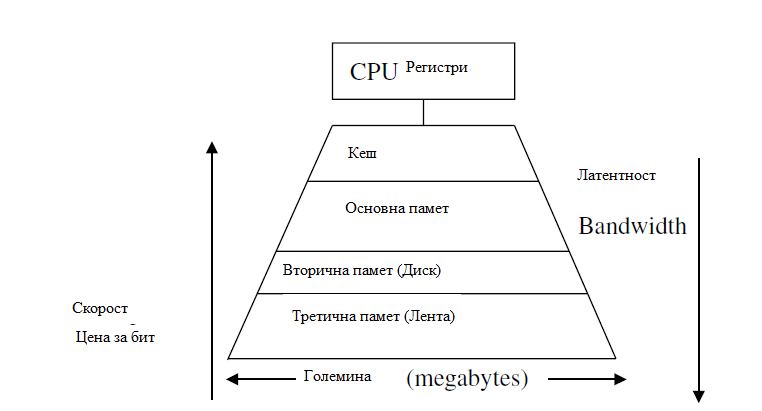 CPU Регистри
Кеш
Латентност
Основна памет
Bandwidth
Вторична памет (Диск)
Скорост
Третична памет (Лента)
Цена за бит
Големина (megabytes)